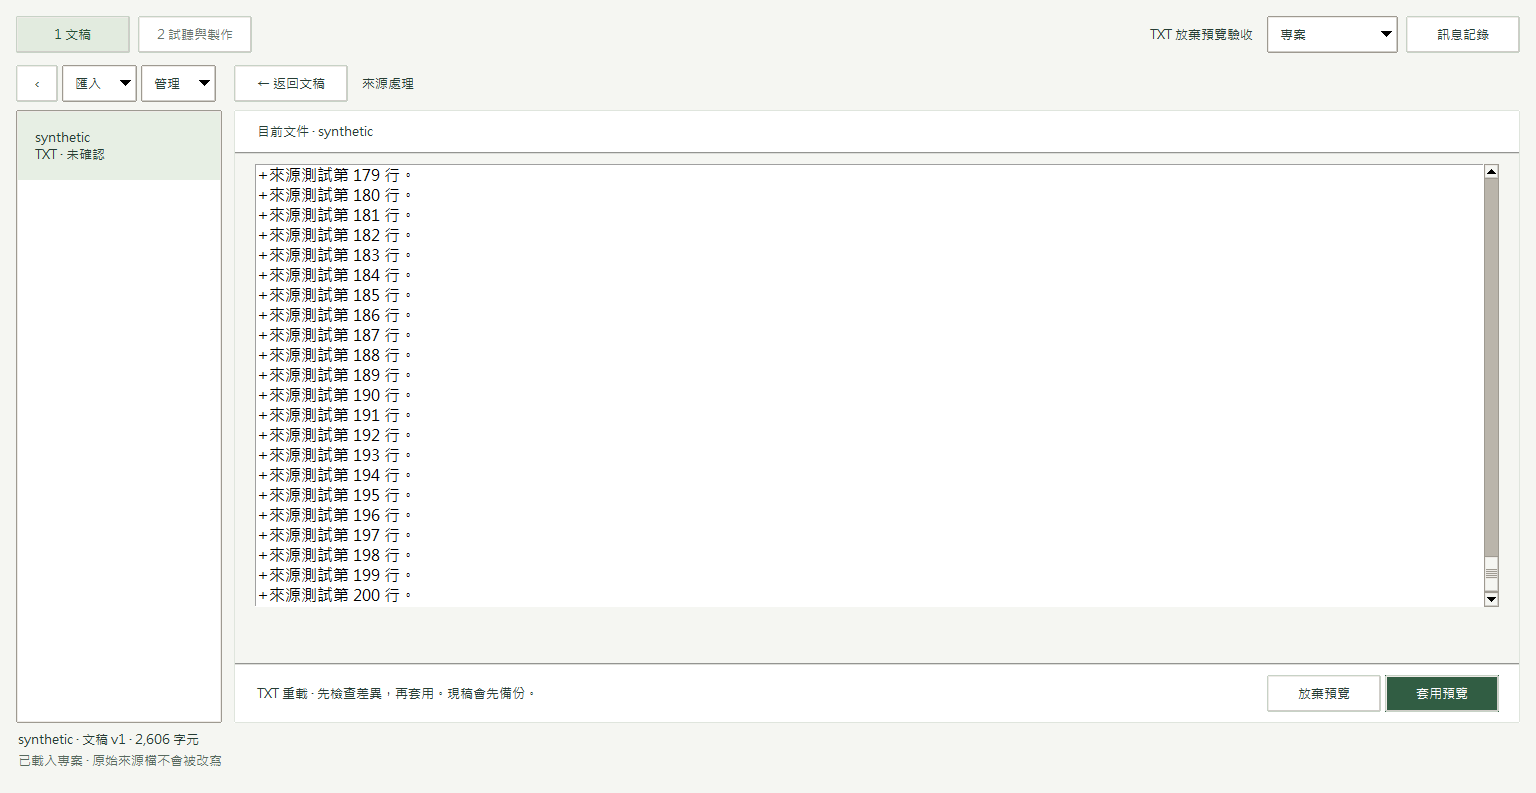 1 文稿
2 試聽與製作
TXT 放棄預覽驗收
專案
訊息記錄
‹
匯入
管理
← 返回文稿
來源處理
synthetic
TXT · 未確認
目前文件 · synthetic
+來源測試第 179 行。
+來源測試第 180 行。
+來源測試第 181 行。
+來源測試第 182 行。
+來源測試第 183 行。
+來源測試第 184 行。
+來源測試第 185 行。
+來源測試第 186 行。
+來源測試第 187 行。
+來源測試第 188 行。
+來源測試第 189 行。
+來源測試第 190 行。
+來源測試第 191 行。
+來源測試第 192 行。
+來源測試第 193 行。
+來源測試第 194 行。
+來源測試第 195 行。
+來源測試第 196 行。
+來源測試第 197 行。
+來源測試第 198 行。
+來源測試第 199 行。
+來源測試第 200 行。
TXT 重載 · 先檢查差異，再套用。現稿會先備份。
放棄預覽
套用預覽
synthetic · 文稿 v1 · 2,606 字元
已載入專案 · 原始來源檔不會被改寫